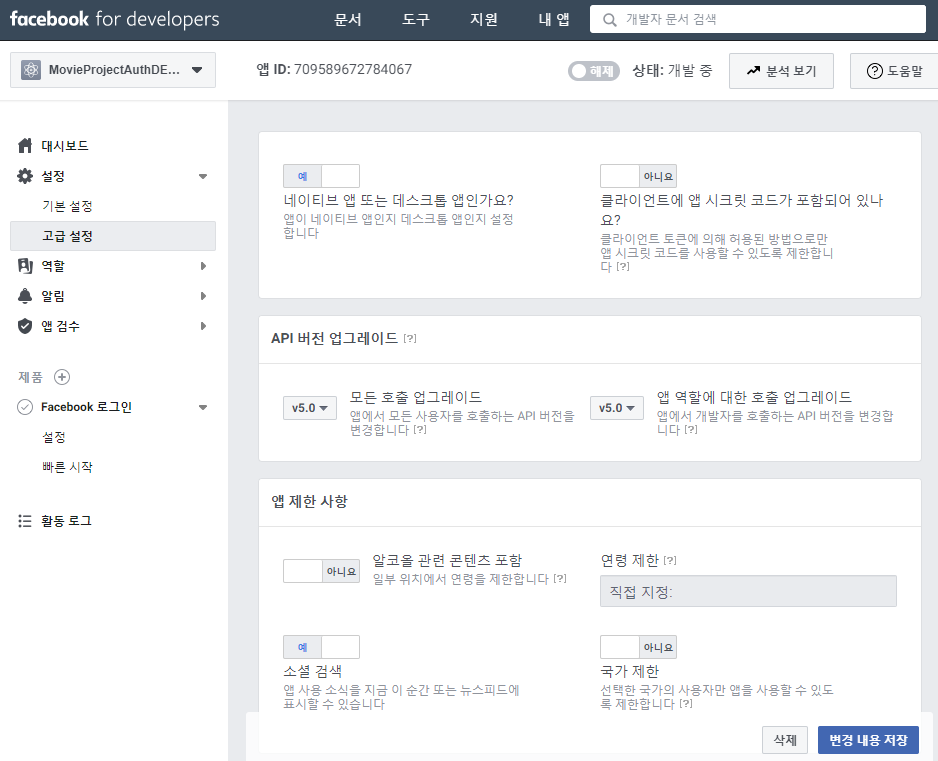 facebook for developers
문서
도구
지원
내 앱
개발자 문서 검색
MovieProjectAuthDE...
앱 ID: 709589672784067
해제
상태: 개발 중
분석 보기
도움말
대시보드
설정
기본 설정
고급 설정
역할
알림
앱 검수
제품
Facebook 로그인
설정
빠른 시작
활동 로그
예
네이티브 앱 또는 데스크톱 앱인가요?
앱이 네이티브 앱인지 데스크톱 앱인지 설정
합니다
아니요
클라이언트에 앱 시크릿 코드가 포함되어 있나
요?
클라이언트 토큰에 의해 허용된 방법으로만
앱 시크릿 코드를 사용할 수 있도록 제한합니
다 [?]
API 버전 업그레이드 [?]
v5.0
모든 호출 업그레이드
앱에서 모든 사용자를 호출하는 API 버전을
변경합니다 [?]
v5.0
앱 역할에 대한 호출 업그레이드
앱에서 개발자를 호출하는 API 버전을 변경합
니다 [?]
앱 제한 사항
아니요
알코올 관련 콘텐츠 포함
일부 위치에서 연령을 제한합니다 [?]
연령 제한 [?]
직접 지정:
예
소셜 검색
앱 사용 소식을 지금 이 순간 또는 뉴스피드에
표시할 수 있습니다
아니요
국가 제한
선택한 국가의 사용자만 앱을 사용할 수 있도
록 제한합니다 [?]
삭제
변경 내용 저장